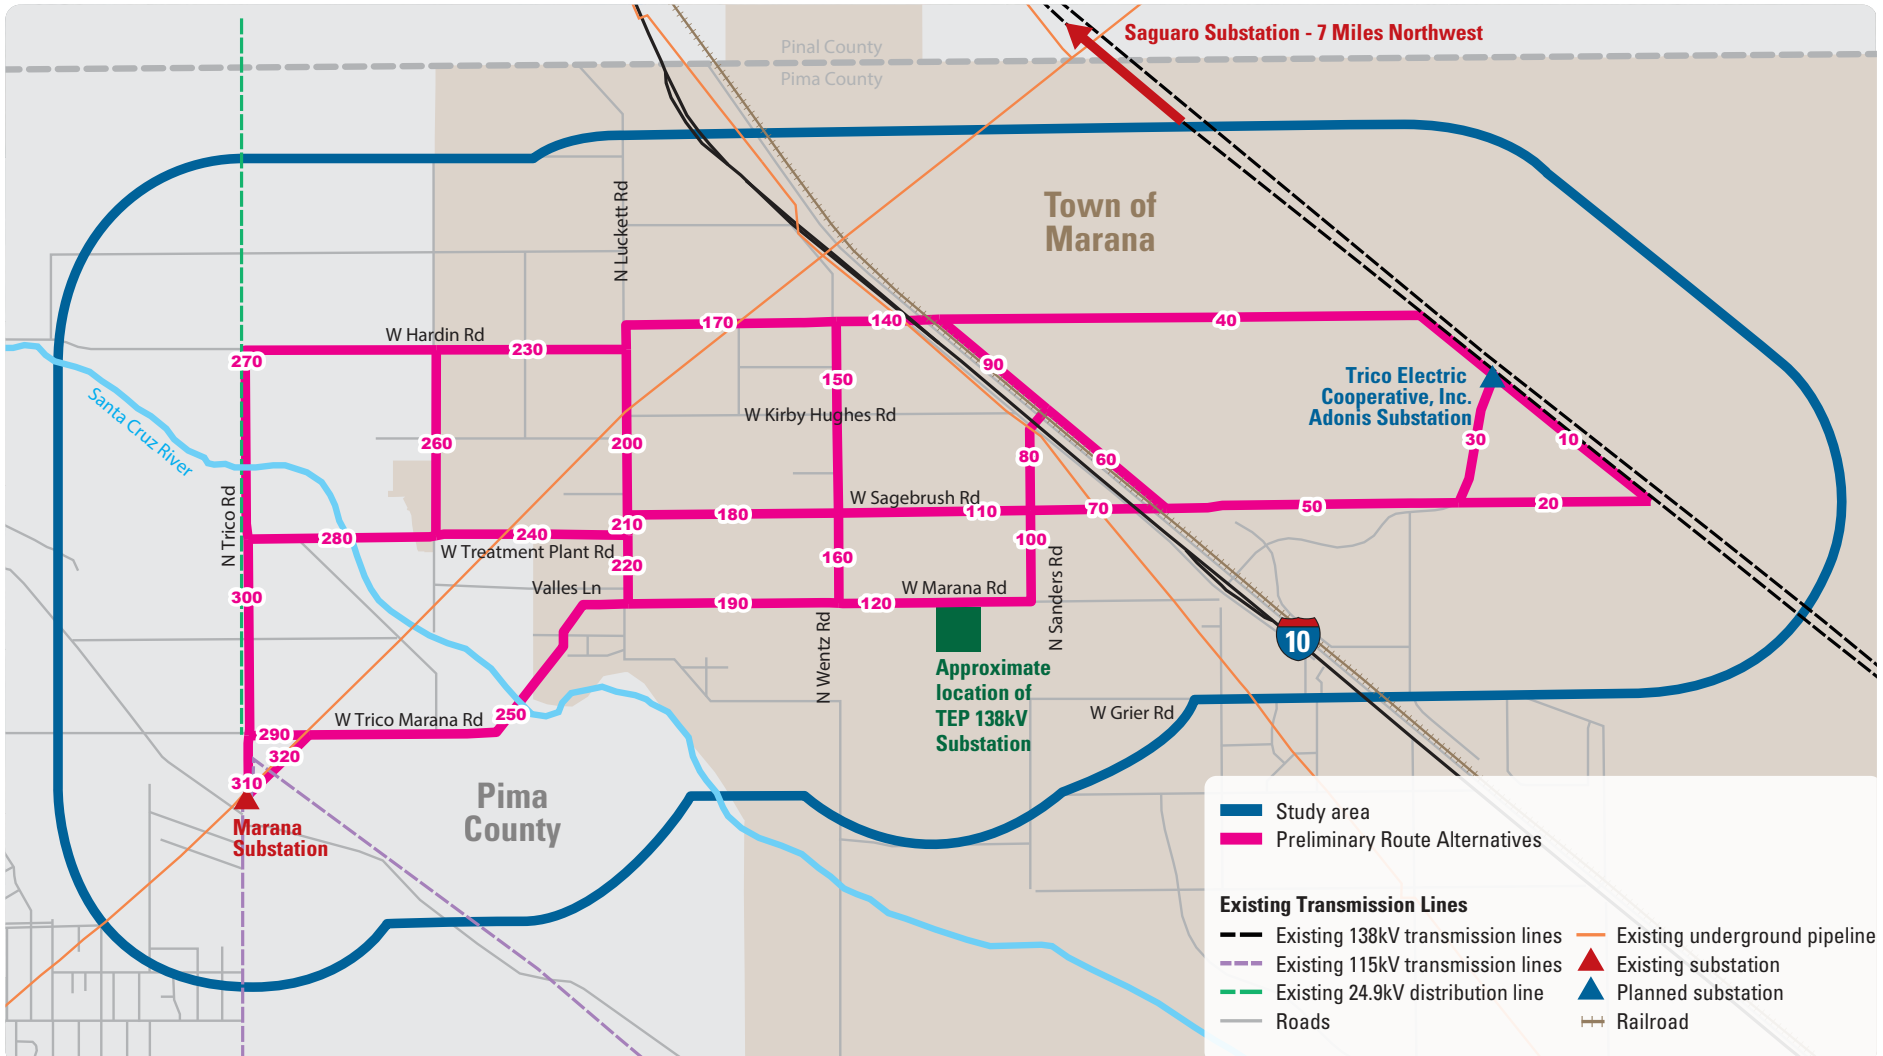 Pinal County
Pima County
Saguaro Substation - 7 Miles Northwest
Town of
Marana
N Luckett Rd
W Hardin Rd
170
140
40
230
270
90
150
Trico Electric
Cooperative, Inc.
Adonis Substation
Santa Cruz River
W Kirby Hughes Rd
260
200
80
60
30
10
N Trico Rd
W Sagebrush Rd
180
110
70
50
20
210
280
240
W Treatment Plant Rd
220
160
100
Valles Ln
W Marana Rd
300
190
120
N Sanders Rd
N Wentz Rd
10
Approximate
location of
TEP 138kV
Substation
250
W Trico Marana Rd
W Grier Rd
290
320
310
Marana
Substation
Pima
County
Study area
Preliminary Route Alternatives
Existing Transmission Lines
Existing 138kV transmission lines
Existing 115kV transmission lines
Existing 24.9kV distribution line
Roads
Existing underground pipeline
Existing substation
Planned substation
Railroad